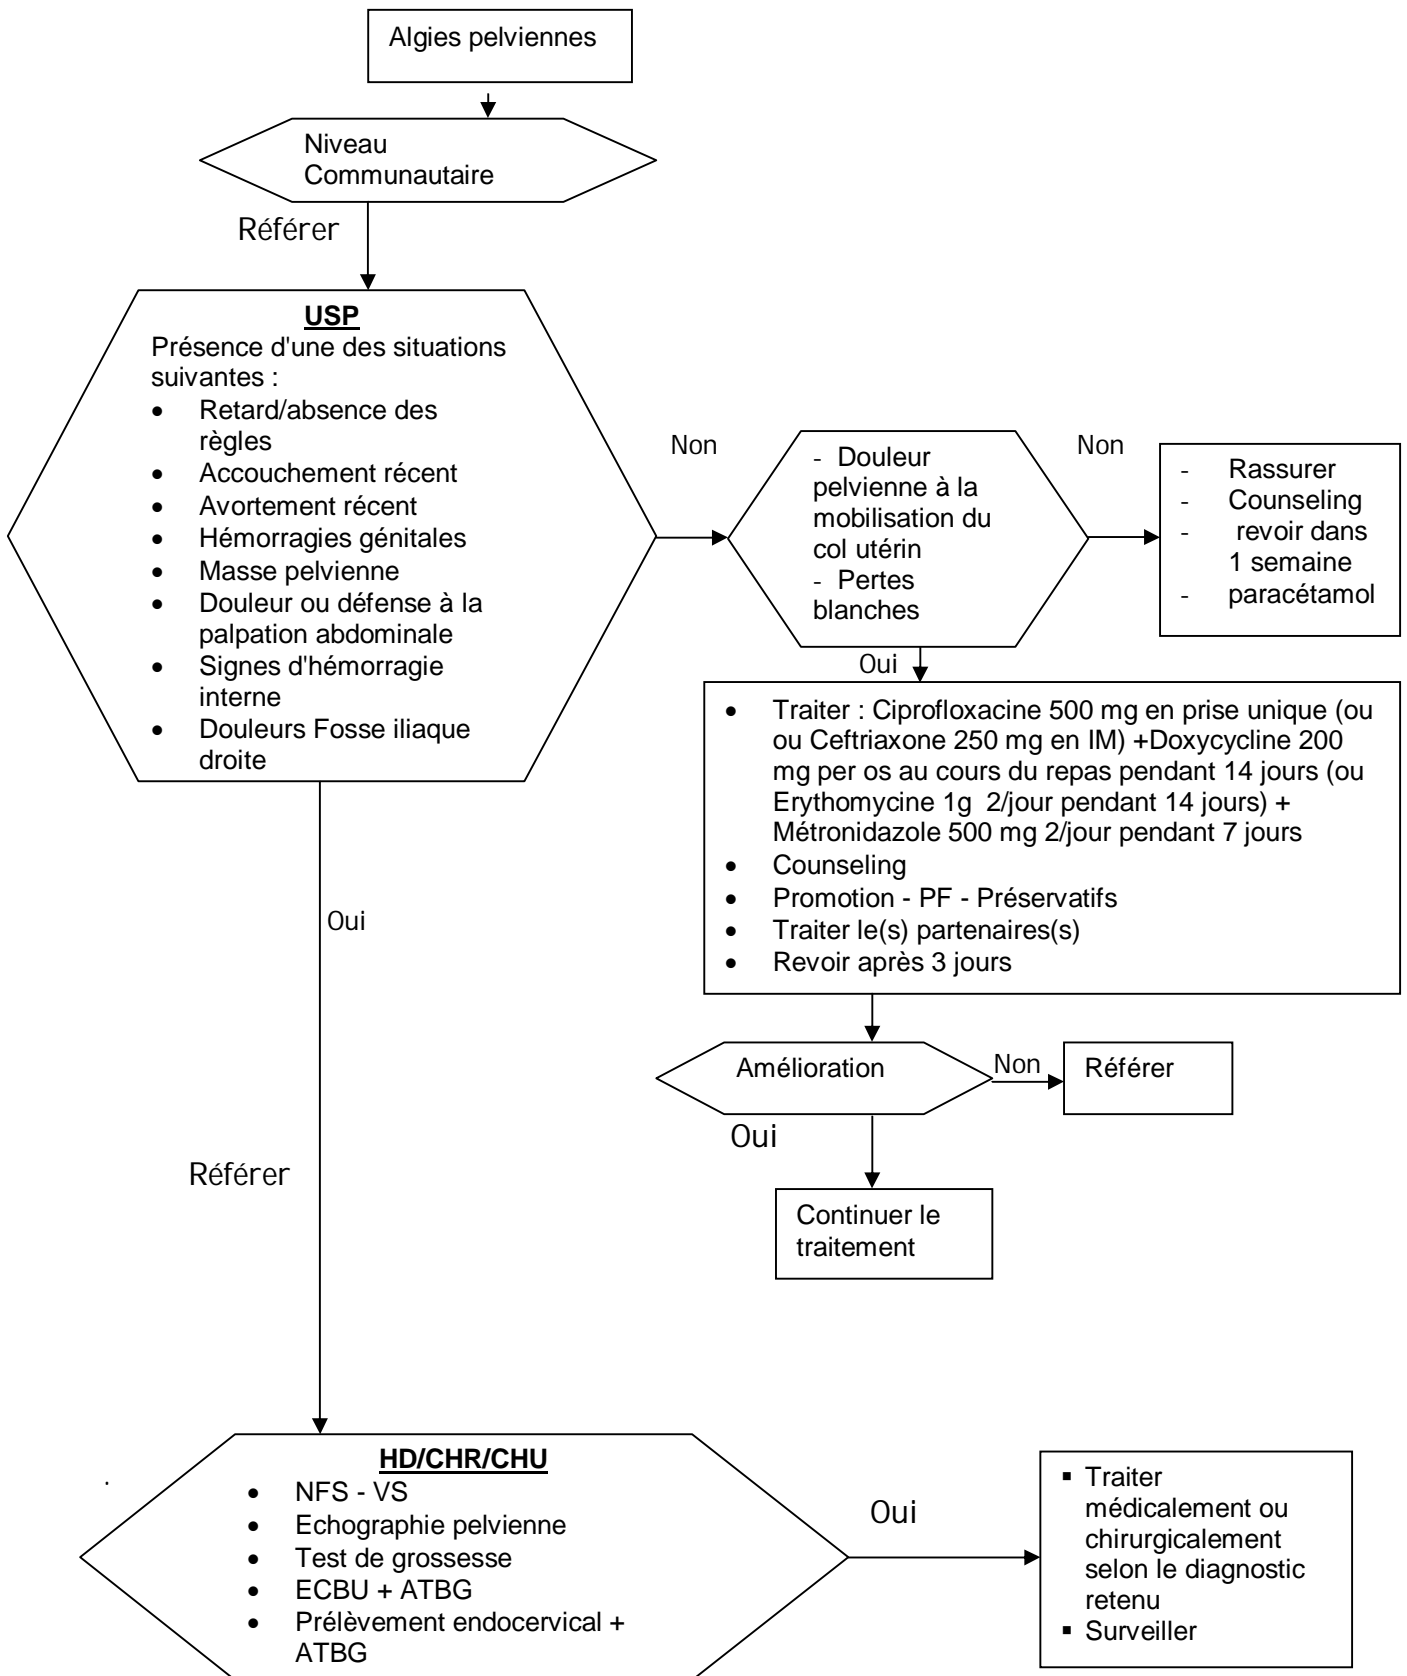 Algies pelviennes
Niveau
Communautaire
Référer
USP
Présence d'une des situations
suivantes :
• Retard/absence des
règles
• Accouchement récent
• Avortement récent
• Hémorragies génitales
• Masse pelvienne
• Douleur ou défense à la
palpation abdominale
• Signes d'hémorragie
interne
• Douleurs Fosse iliaque
droite
Non
- Douleur
pelvienne à la
mobilisation du
col utérin
- Pertes
blanches
Non
- Rassurer
- Counseling
- revoir dans
1 semaine
- paracétamol
Oui
• Traiter : Ciprofloxacine 500 mg en prise unique (ou
ou Ceftriaxone 250 mg en IM) +Doxycycline 200
mg per os au cours du repas pendant 14 jours (ou
Erythomycine 1g 2/jour pendant 14 jours) +
Métronidazole 500 mg 2/jour pendant 7 jours
• Counseling
• Promotion - PF - Préservatifs
• Traiter le(s) partenaires(s)
• Revoir après 3 jours
Amélioration
Non
Référer
Oui
Continuer le
traitement
Oui
Référer
HD/CHR/CHU
• NFS - VS
• Echographie pelvienne
• Test de grossesse
• ECBU + ATBG
• Prélèvement endocervical +
ATBG
Oui
▪ Traiter
médicalement ou
chirurgicalement
selon le diagnostic
retenu
▪ Surveiller